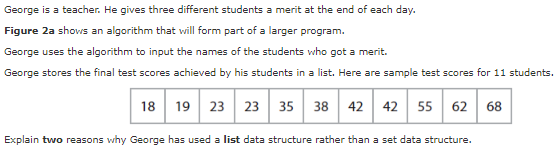 George is a teacher. He gives three different students a merit at the end of each day.
Figure 2a shows an algorithm that will form part of a larger program.
George uses the algorithm to input the names of the students who got a merit.
George stores the final test scores achieved by his students in a list. Here are sample test scores for 11 students.
18 19 23 23 35 38 42 42 55 62 68
Explain two reasons why George has used a list data structure rather than a set data structure.